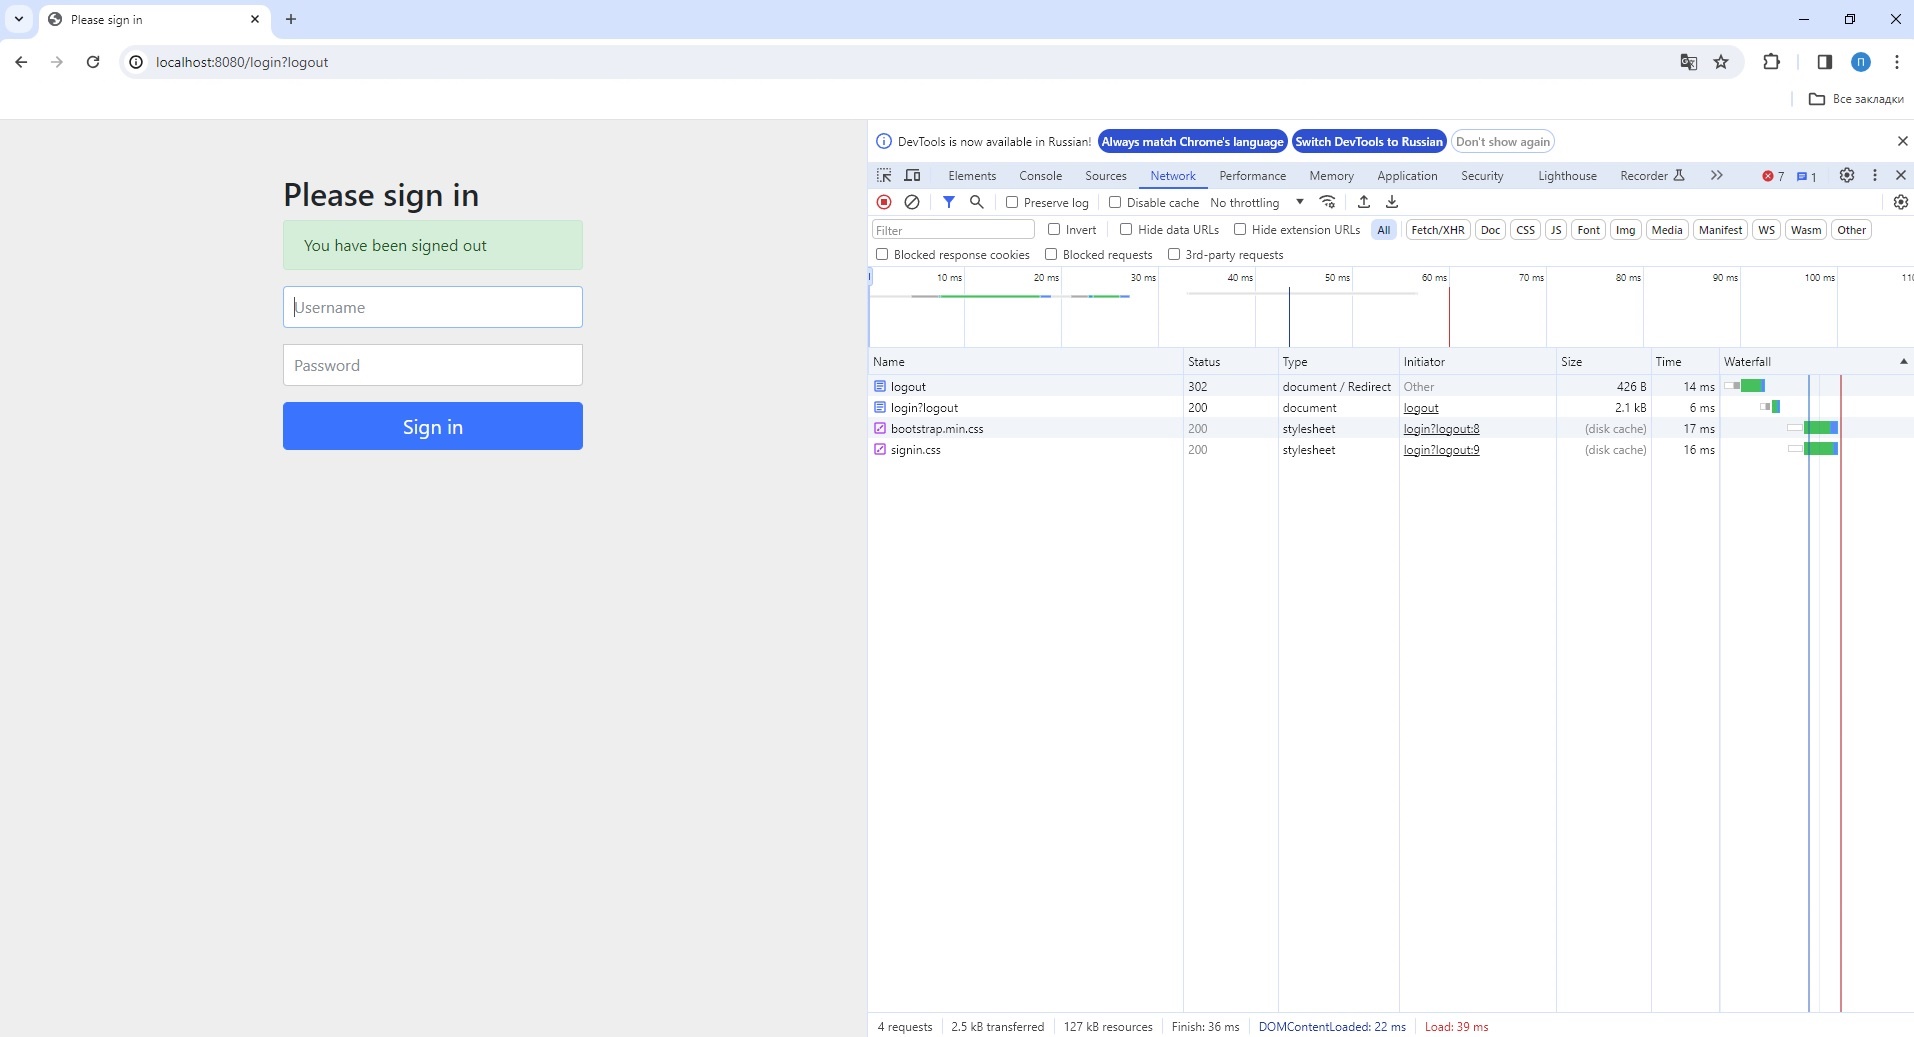 Please sign in
localhost:8080/login?logout
Все закладки
Please sign in
You have been signed out
Username
Password
Sign in
DevTools is now available in Russian! Always match Chrome's language Switch DevTools to Russian Don't show again
Elements Console Sources Network Performance Memory Application Security Lighthouse Recorder 7 1
Preserve log Disable cache No throttling
Filter Invert Hide data URLs Hide extension URLs All Fetch/XHR Doc CSS JS Font Img Media Manifest WS Wasm Other
Blocked response cookies Blocked requests 3rd-party requests
10 ms 20 ms 30 ms 40 ms 50 ms 60 ms 70 ms 80 ms 90 ms 100 ms
Name Status Type Initiator Size Time Waterfall
logout 302 document / Redirect Other 426 B 14 ms
login?logout 200 document logout 2.1 kB 6 ms
bootstrap.min.css 200 stylesheet login?logout:8 (disk cache) 17 ms
signin.css 200 stylesheet login?logout:9 (disk cache) 16 ms
4 requests 2.5 kB transferred 127 kB resources Finish: 36 ms DOMContentLoaded: 22 ms Load: 39 ms